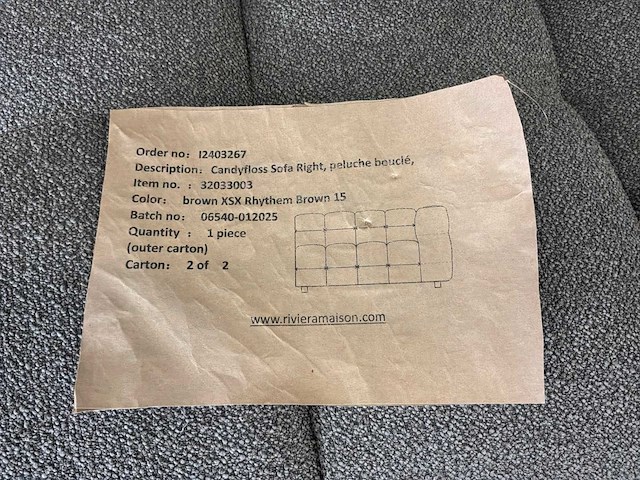 Order no: I2403267
Description: Candyfloss Sofa Right, peluche bouclé,
Item no. : 32033003
Color: brown XSX Rhythem Brown 15
Batch no: 06540-012025
Quantity : 1 piece
(outer carton)
Carton: 2 of 2
www.rivieramaison.com